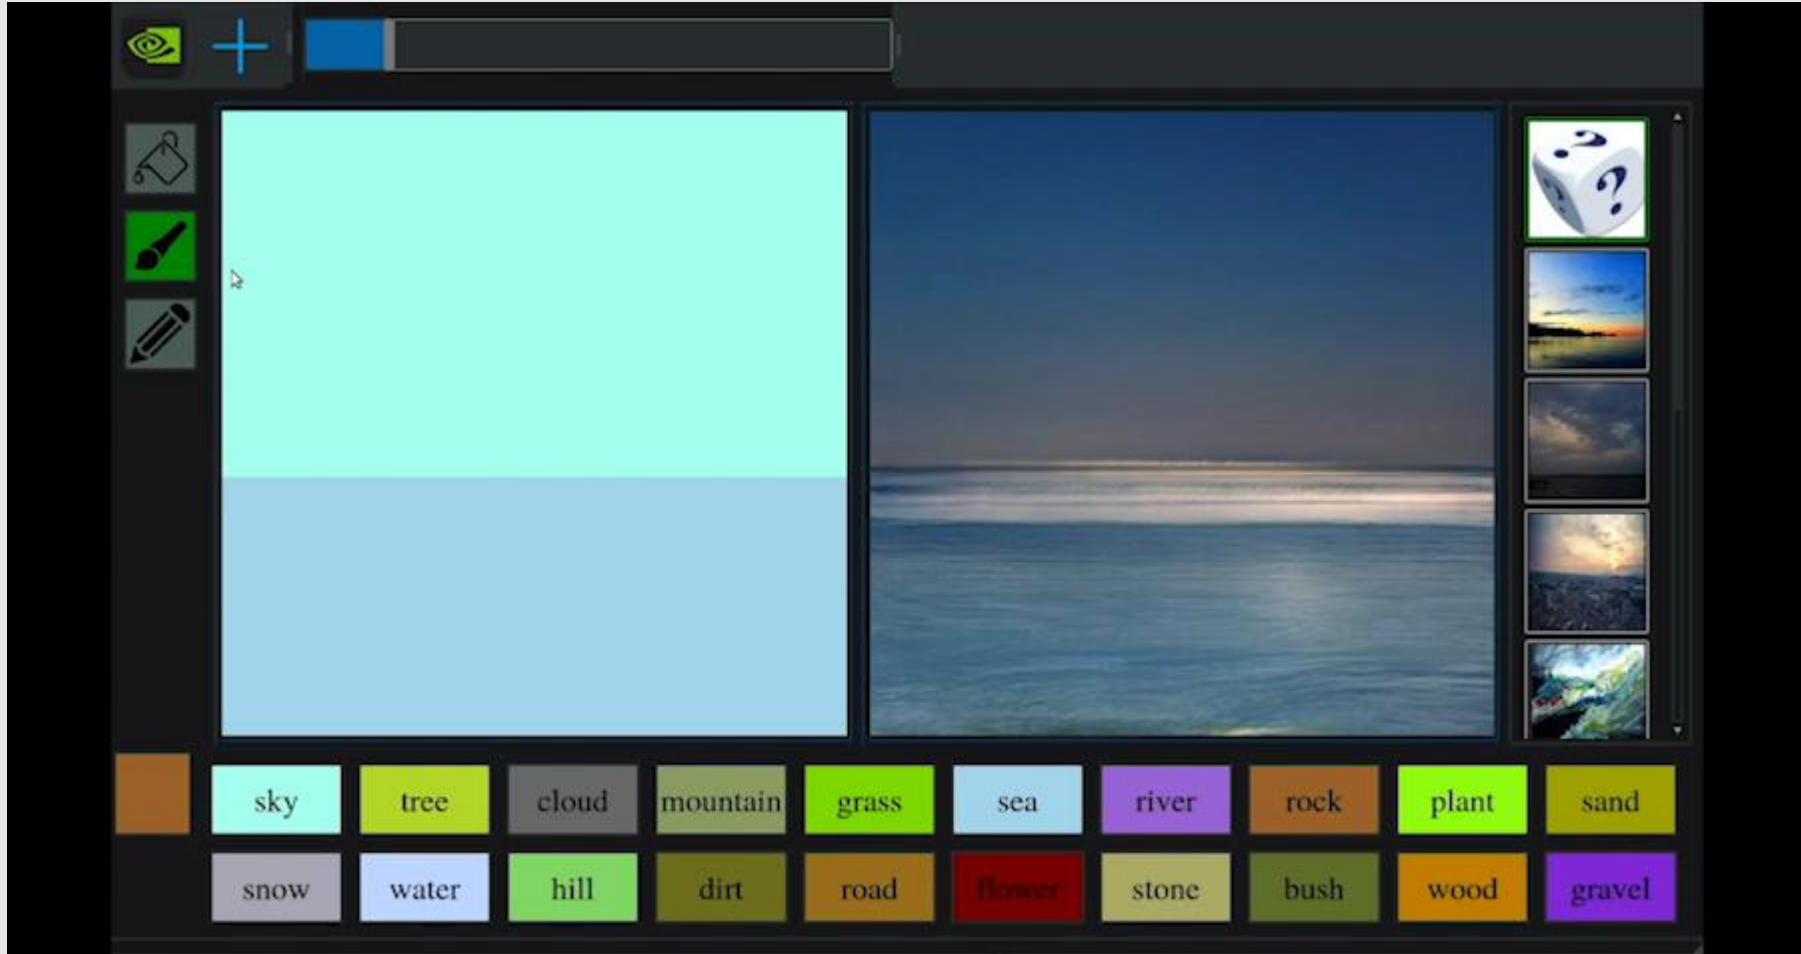 ? ? ?
sky tree cloud mountain grass sea river rock plant sand
snow water hill dirt road flower stone bush wood gravel